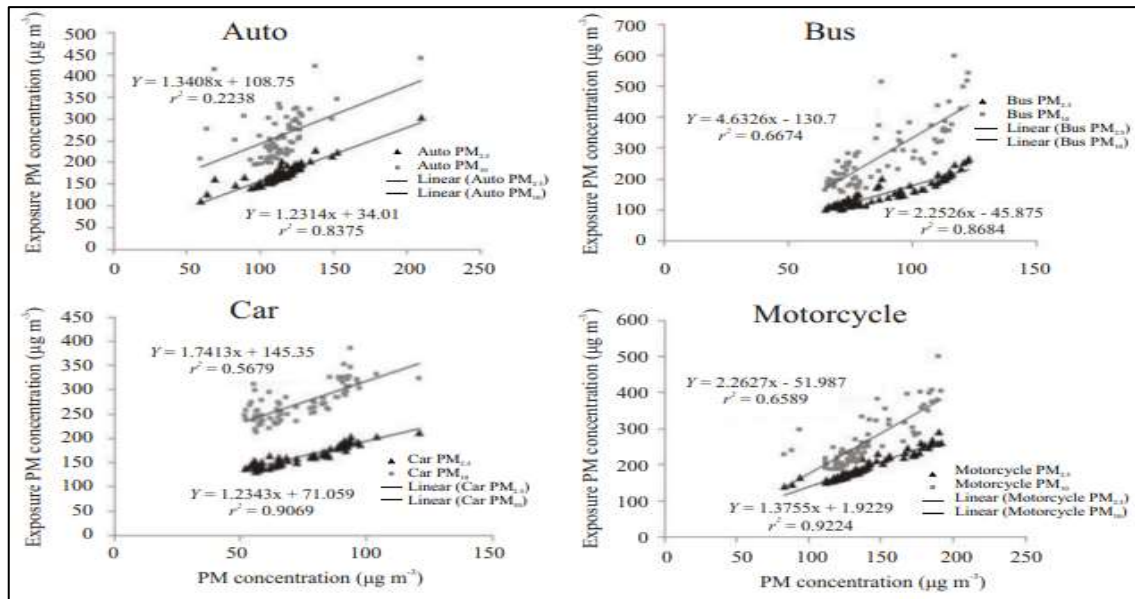 Auto
Exposure PM concentration (µg m⁻³)
500
450
400
350
300
250
200
150
100
50
0
Y = 1.3408x + 108.75
r² = 0.2238
Auto PM₂.₅
Auto PM₁₀
Linear (Auto PM₂.₅)
Linear (Auto PM₁₀)
Y = 1.2314x + 34.01
r² = 0.8375
0 50 100 150 200 250
Bus
Exposure PM concentration (µg m⁻³)
700
600
500
400
300
200
100
0
Y = 4.6326x - 130.7
r² = 0.6674
Bus PM₂.₅
Bus PM₁₀
Linear (Bus PM₂.₅)
Linear (Bus PM₁₀)
Y = 2.2526x - 45.875
r² = 0.8684
0 50 100 150
Car
Exposure PM concentration (µg m⁻³)
450
400
350
300
250
200
150
100
50
0
Y = 1.7413x + 145.35
r² = 0.5679
Car PM₂.₅
Car PM₁₀
Linear (Car PM₂.₅)
Linear (Car PM₁₀)
Y = 1.2343x + 71.059
r² = 0.9069
0 50 100 150
PM concentration (µg m⁻³)
Motorcycle
Exposure PM concentration (µg m⁻³)
600
500
400
300
200
100
0
Y = 2.2627x - 51.987
r² = 0.6589
Motorcycle PM₂.₅
Motorcycle PM₁₀
Linear (Motorcycle PM₂.₅)
Linear (Motorcycle PM₁₀)
Y = 1.3755x + 1.9229
r² = 0.9224
0 50 100 150 200 250
PM concentration (µg m⁻³)